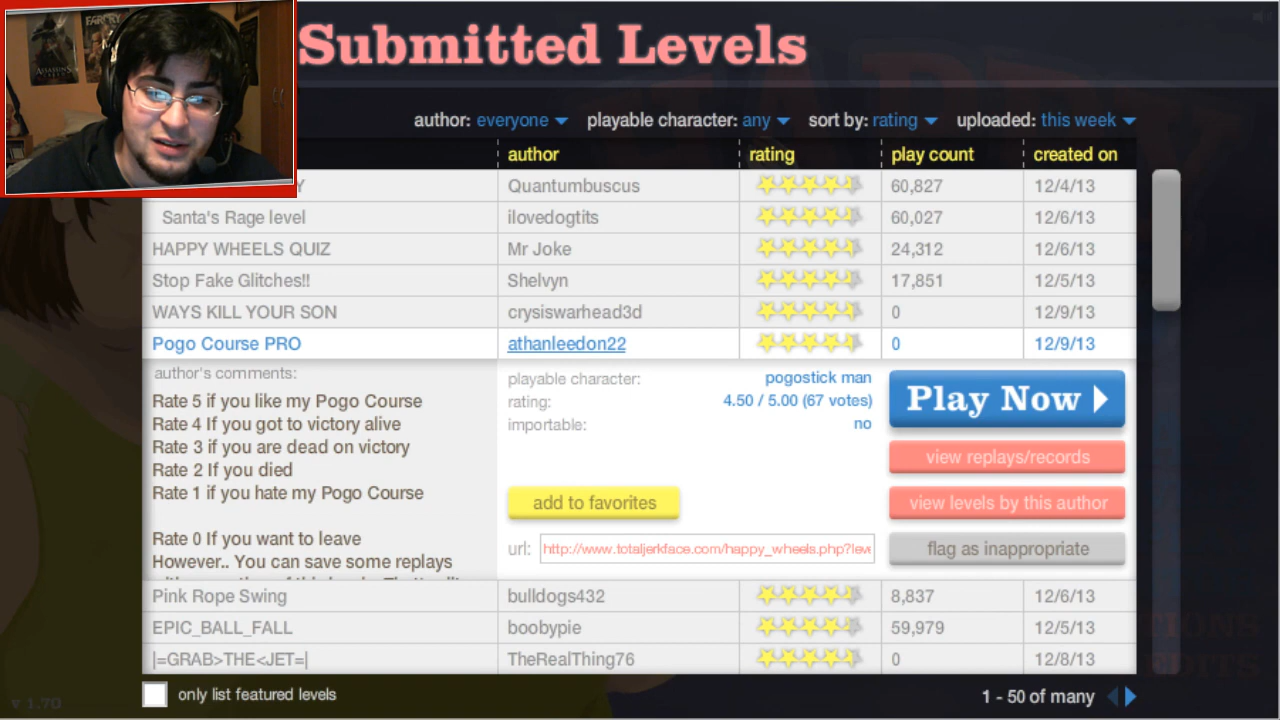 FARCRY
ASSASSIN'S
Submitted Levels
author: everyone playable character: any sort by: rating uploaded: this week
author rating play count created on
Y Quantumbuscus 60,827 12/4/13
Santa's Rage level ilovedogtits 60,027 12/6/13
HAPPY WHEELS QUIZ Mr Joke 24,312 12/6/13
Stop Fake Glitches!! Shelvyn 17,851 12/5/13
WAYS KILL YOUR SON crysiswarhead3d 0 12/9/13
Pogo Course PRO athanleedon22 0 12/9/13
author's comments:
Rate 5 if you like my Pogo Course
Rate 4 If you got to victory alive
Rate 3 if you are dead on victory
Rate 2 If you died
Rate 1 if you hate my Pogo Course
Rate 0 If you want to leave
However.. You can save some replays
playable character: pogostick man
rating: 4.50 / 5.00 (67 votes)
importable: no
add to favorites
url: http://www.totaljerkface.com/happy_wheels.php?leve
Play Now
view replays/records
view levels by this author
flag as inappropriate
Pink Rope Swing bulldogs432 8,837 12/6/13
EPIC_BALL_FALL boobypie 59,979 12/5/13
|=GRAB>THE<JET=| TheRealThing76 0 12/8/13
only list featured levels
1 - 50 of many
v 1.70